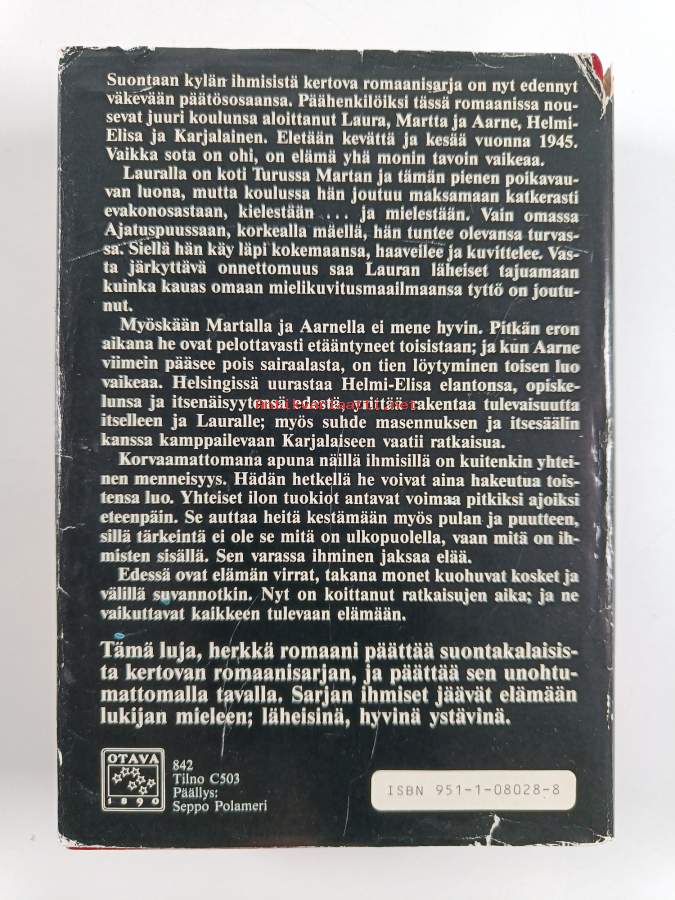 Suontaan kylän ihmisistä kertova romaanisarja on nyt edennyt
väkevään päätösosaansa. Päähenkilöiksi tässä romaanissa nou-
sevat juuri koulunsa aloittanut Laura, Martta ja Aarne, Helmi-
Elisa ja Karjalainen. Eletään kevättä ja kesää vuonna 1945.
Vaikka sota on ohi, on elämä yhä monin tavoin vaikeaa.
Lauralla on koti Turussa Martan ja tämän pienen poikavau-
van luona, mutta koulussa hän joutuu maksamaan katkerasti
evakonosastaan, kielestään ... ja mielestään. Vain omassa
Ajatuspuussaan, korkealla mäellä, hän tuntee olevansa turvas-
sa. Siellä hän käy läpi kokemaansa, haaveilee ja kuvittelee. Vas-
ta järkyttävä onnettomuus saa Lauran läheiset tajuamaan
kuinka kauas omaan mielikuvitusmaailmaansa tyttö on joutu-
nut.
Myöskään Martalla ja Aarnella ei mene hyvin. Pitkän eron
aikana he ovat pelottavasti etääntyneet toisistaan; ja kun Aarne
viimein pääsee pois sairaalasta, on tien löytyminen toisen luo
vaikeaa. Helsingissä uurastaa Helmi-Elisa elantonsa, opiske-
lunsa ja itsenäisyytensä edestä, yrittää rakentaa tulevaisuutta
Antikvariaatti.net
itselleen ja Lauralle; myös suhde masennuksen ja itsesäälin
kanssa kamppailevaan Karjalaiseen vaatii ratkaisua.
Korvaamattomana apuna näillä ihmisillä on kuitenkin yhtei-
nen menneisyys. Hädän hetkellä he voivat aina hakeutua tois-
tensa luo. Yhteiset ilon tuokiot antavat voimaa pitkiksi ajoiksi
eteenpäin. Se auttaa heitä kestämään myös pulan ja puutteen,
sillä tärkeintä ei ole se mitä on ulkopuolella, vaan mitä on ih-
misten sisällä. Sen varassa ihminen jaksaa elää.
Edessä ovat elämän virrat, takana monet kuohuvat kosket ja
välillä suvannotkin. Nyt on koittanut ratkaisujen aika; ja ne
vaikuttavat kaikkeen tulevaan elämään.
Tämä luja, herkkä romaani päättää suontakalaisis-
ta kertovan romaanisarjan, ja päättää sen unohtu-
mattomalla tavalla. Sarjan ihmiset jäävät elämään
lukijan mieleen; läheisinä, hyvinä ystävinä.
OTAVA
1890
842
Tilno C503
Päällys:
Seppo Polameri
ISBN 951-1-08028-8